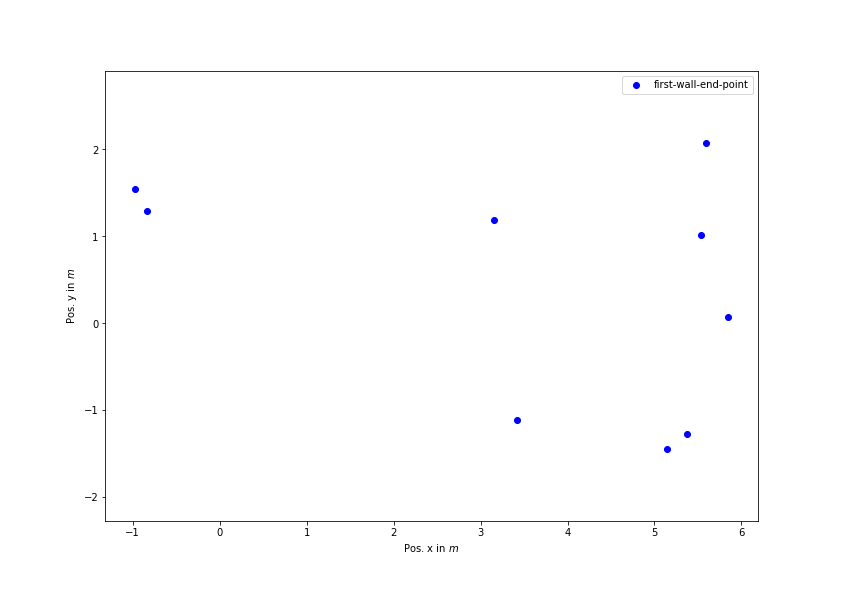 first-wall-end-point
2
1
0
−1
−2
Pos. y in m
−1 0 1 2 3 4 5 6
Pos. x in m